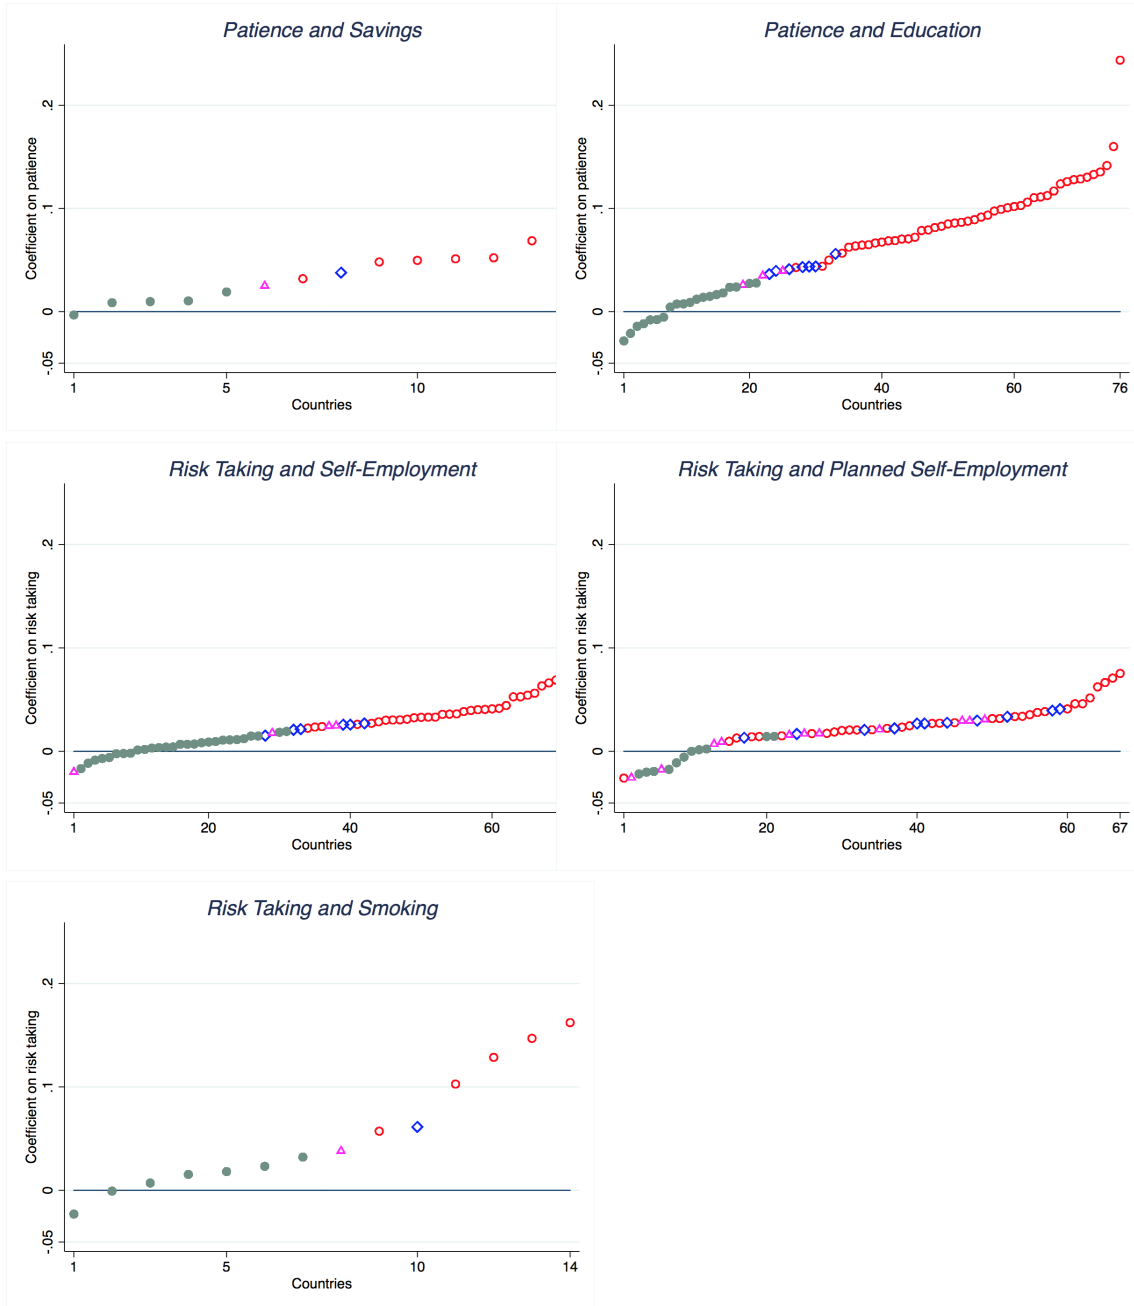 Patience and Savings
Coefficient on patience
.2
.1
0
-.05
1
5
10
Countries
Patience and Education
Coefficient on patience
.2
.1
0
-.05
1
20
40
60
76
Countries
Risk Taking and Self-Employment
Coefficient on risk taking
.2
.1
0
-.05
1
20
40
60
Countries
Risk Taking and Planned Self-Employment
Coefficient on risk taking
.2
.1
0
-.05
1
20
40
60
67
Countries
Risk Taking and Smoking
Coefficient on risk taking
.2
.1
0
-.05
1
5
10
14
Countries